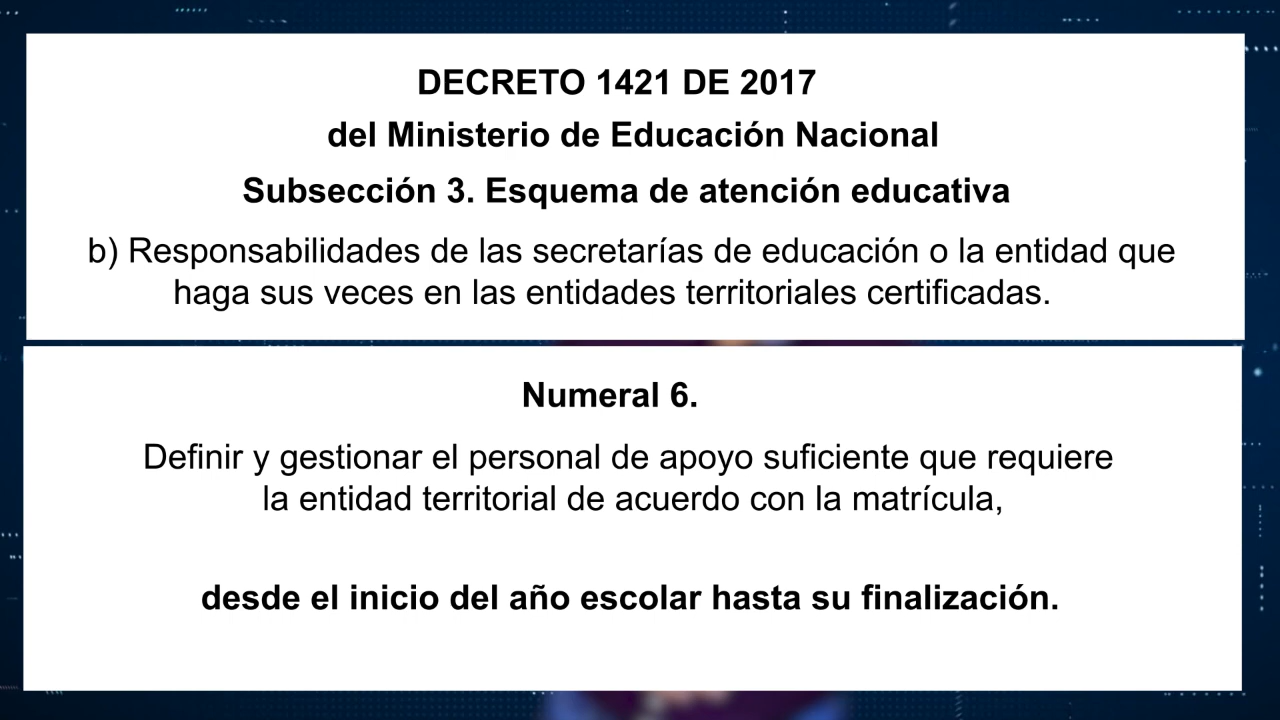 DECRETO 1421 DE 2017
del Ministerio de Educación Nacional
Subsección 3. Esquema de atención educativa
b) Responsabilidades de las secretarías de educación o la entidad que
haga sus veces en las entidades territoriales certificadas.
Numeral 6.
Definir y gestionar el personal de apoyo suficiente que requiere
la entidad territorial de acuerdo con la matrícula,
desde el inicio del año escolar hasta su finalización.